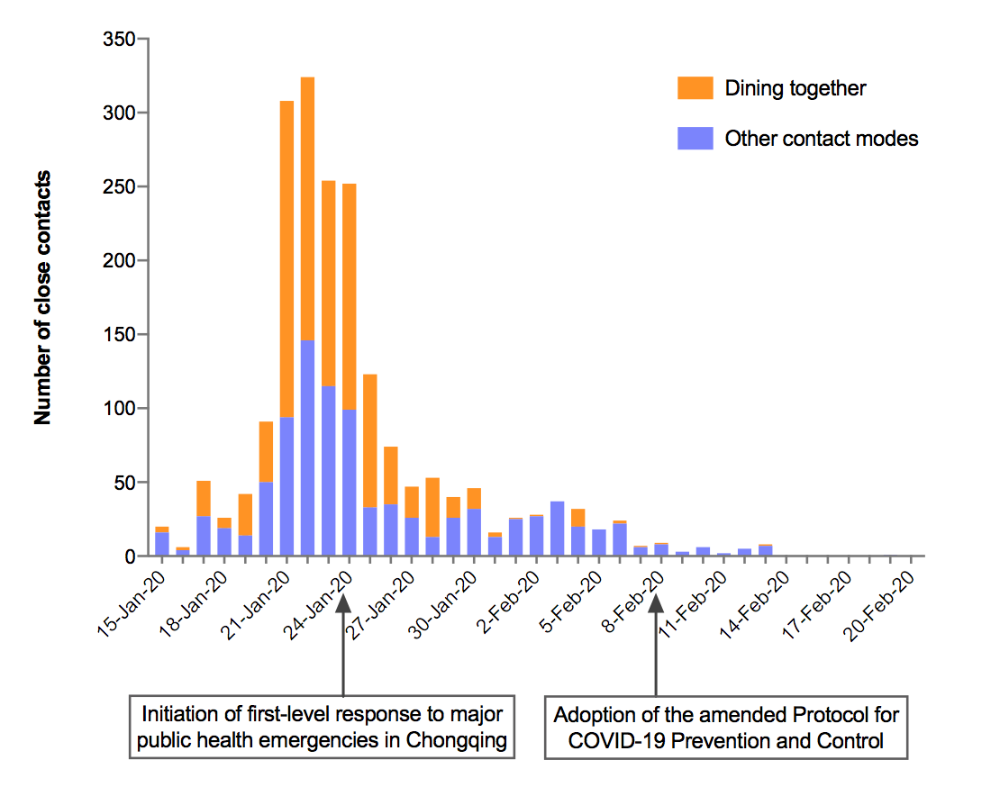 350
300
250
200
150
100
50
0
Number of close contacts
Dining together
Other contact modes
15-Jan-20
18-Jan-20
21-Jan-20
24-Jan-20
27-Jan-20
30-Jan-20
2-Feb-20
5-Feb-20
8-Feb-20
11-Feb-20
14-Feb-20
17-Feb-20
20-Feb-20
Initiation of first-level response to major
public health emergencies in Chongqing
Adoption of the amended Protocol for
COVID-19 Prevention and Control